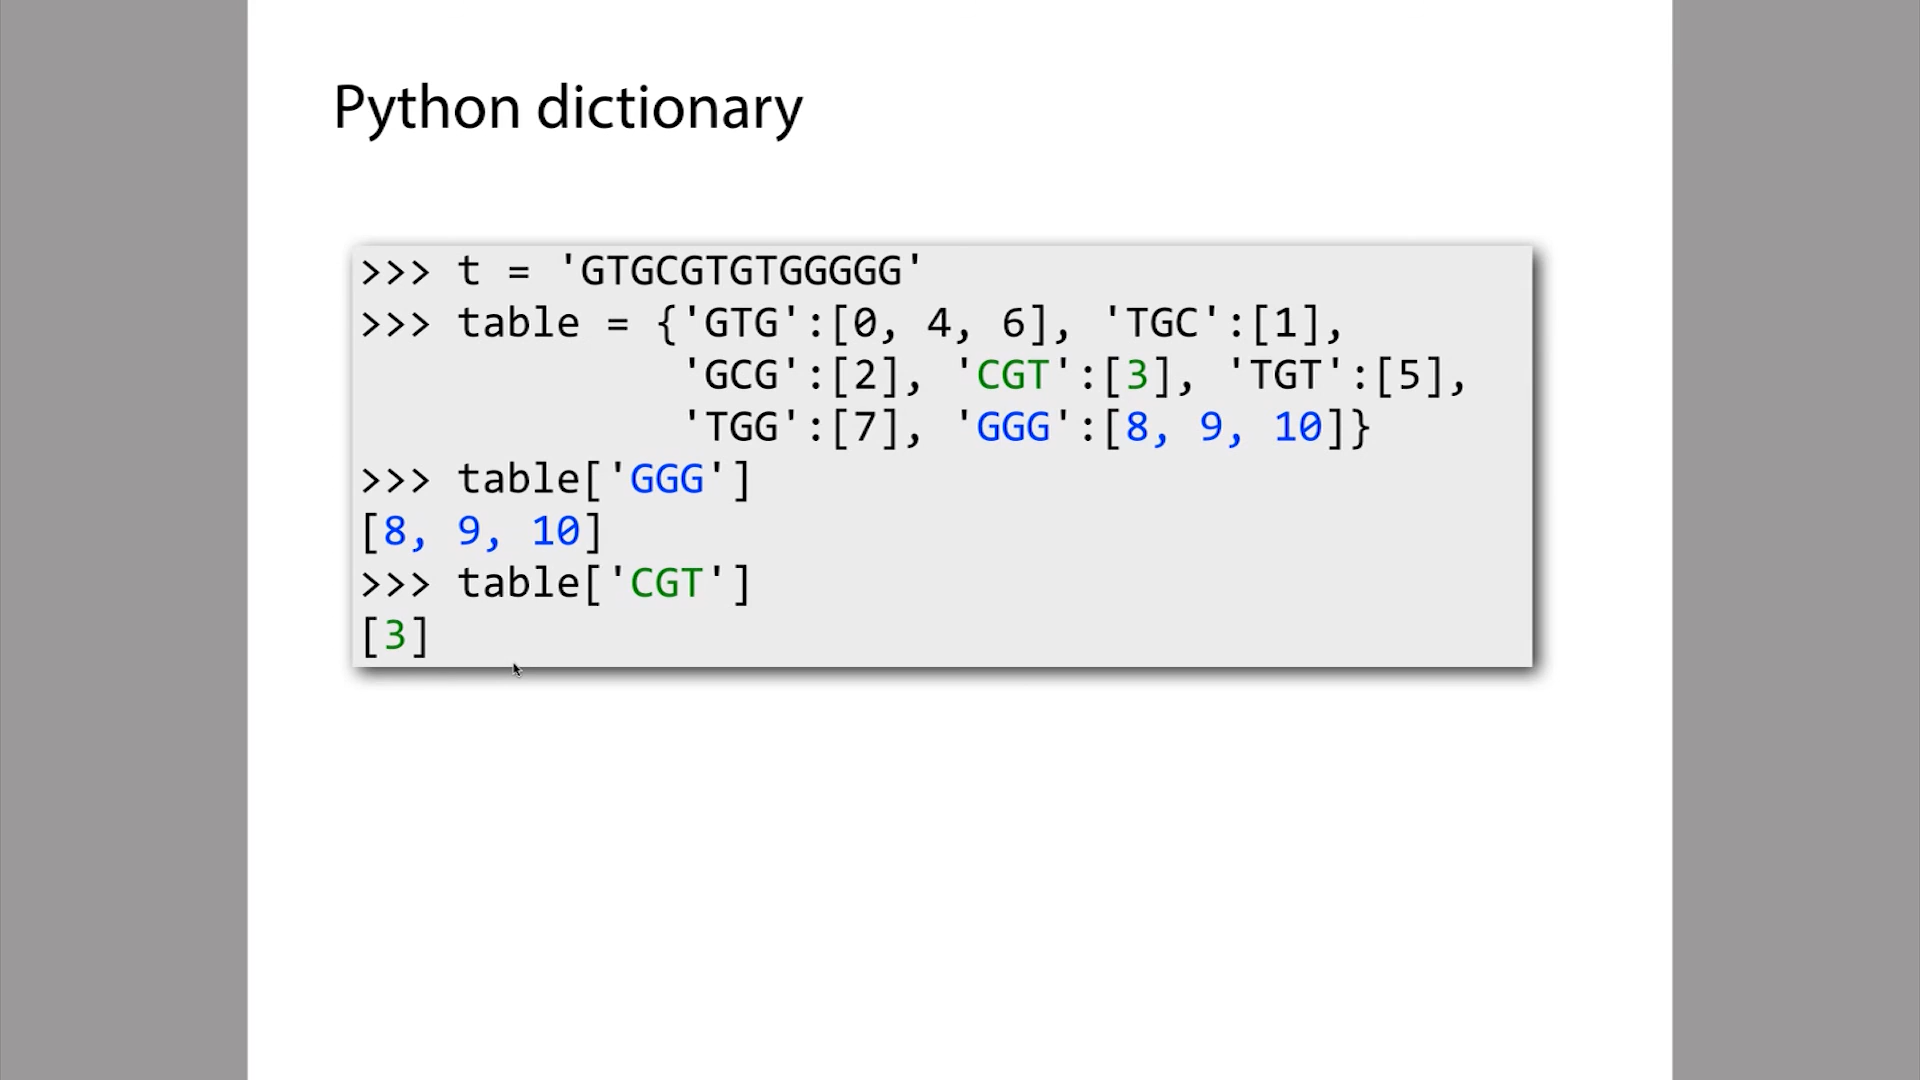 Python dictionary
>>> t = 'GTGCGTGTGGGGG'
>>> table = {'GTG':[0, 4, 6], 'TGC':[1],
'GCG':[2], 'CGT':[3], 'TGT':[5],
'TGG':[7], 'GGG':[8, 9, 10]}
>>> table['GGG']
[8, 9, 10]
>>> table['CGT']
[3]